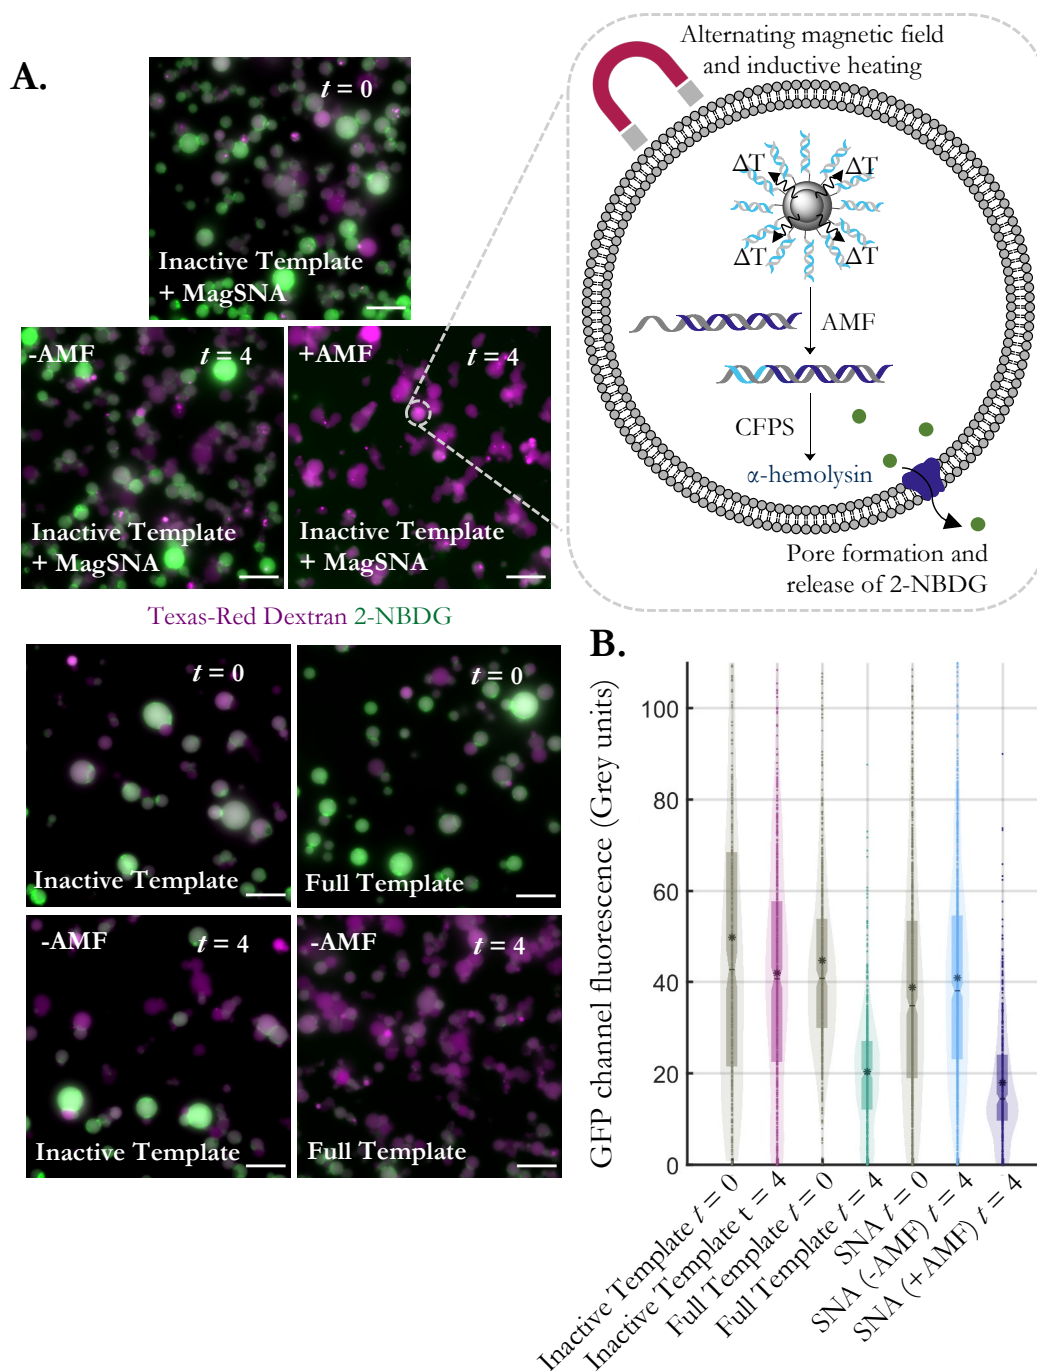 A.
t = 0
Inactive Template
+ MagSNA
-AMF
t = 4
Inactive Template
+ MagSNA
+AMF
t = 4
Inactive Template
+ MagSNA
Texas-Red Dextran 2-NBDG
t = 0
Inactive Template
t = 0
Full Template
-AMF
t = 4
Inactive Template
-AMF
t = 4
Full Template
Alternating magnetic field
and inductive heating
ΔT
ΔT
ΔT
ΔT
AMF
CFPS
α-hemolysin
Pore formation and
release of 2-NBDG
B.
GFP channel fluorescence (Grey units)
100
80
60
40
20
0
Inactive Template t = 0
Inactive Template t = 4
Full Template t = 0
Full Template t = 4
SNA t = 0
SNA (-AMF) t = 4
SNA (+AMF) t = 4